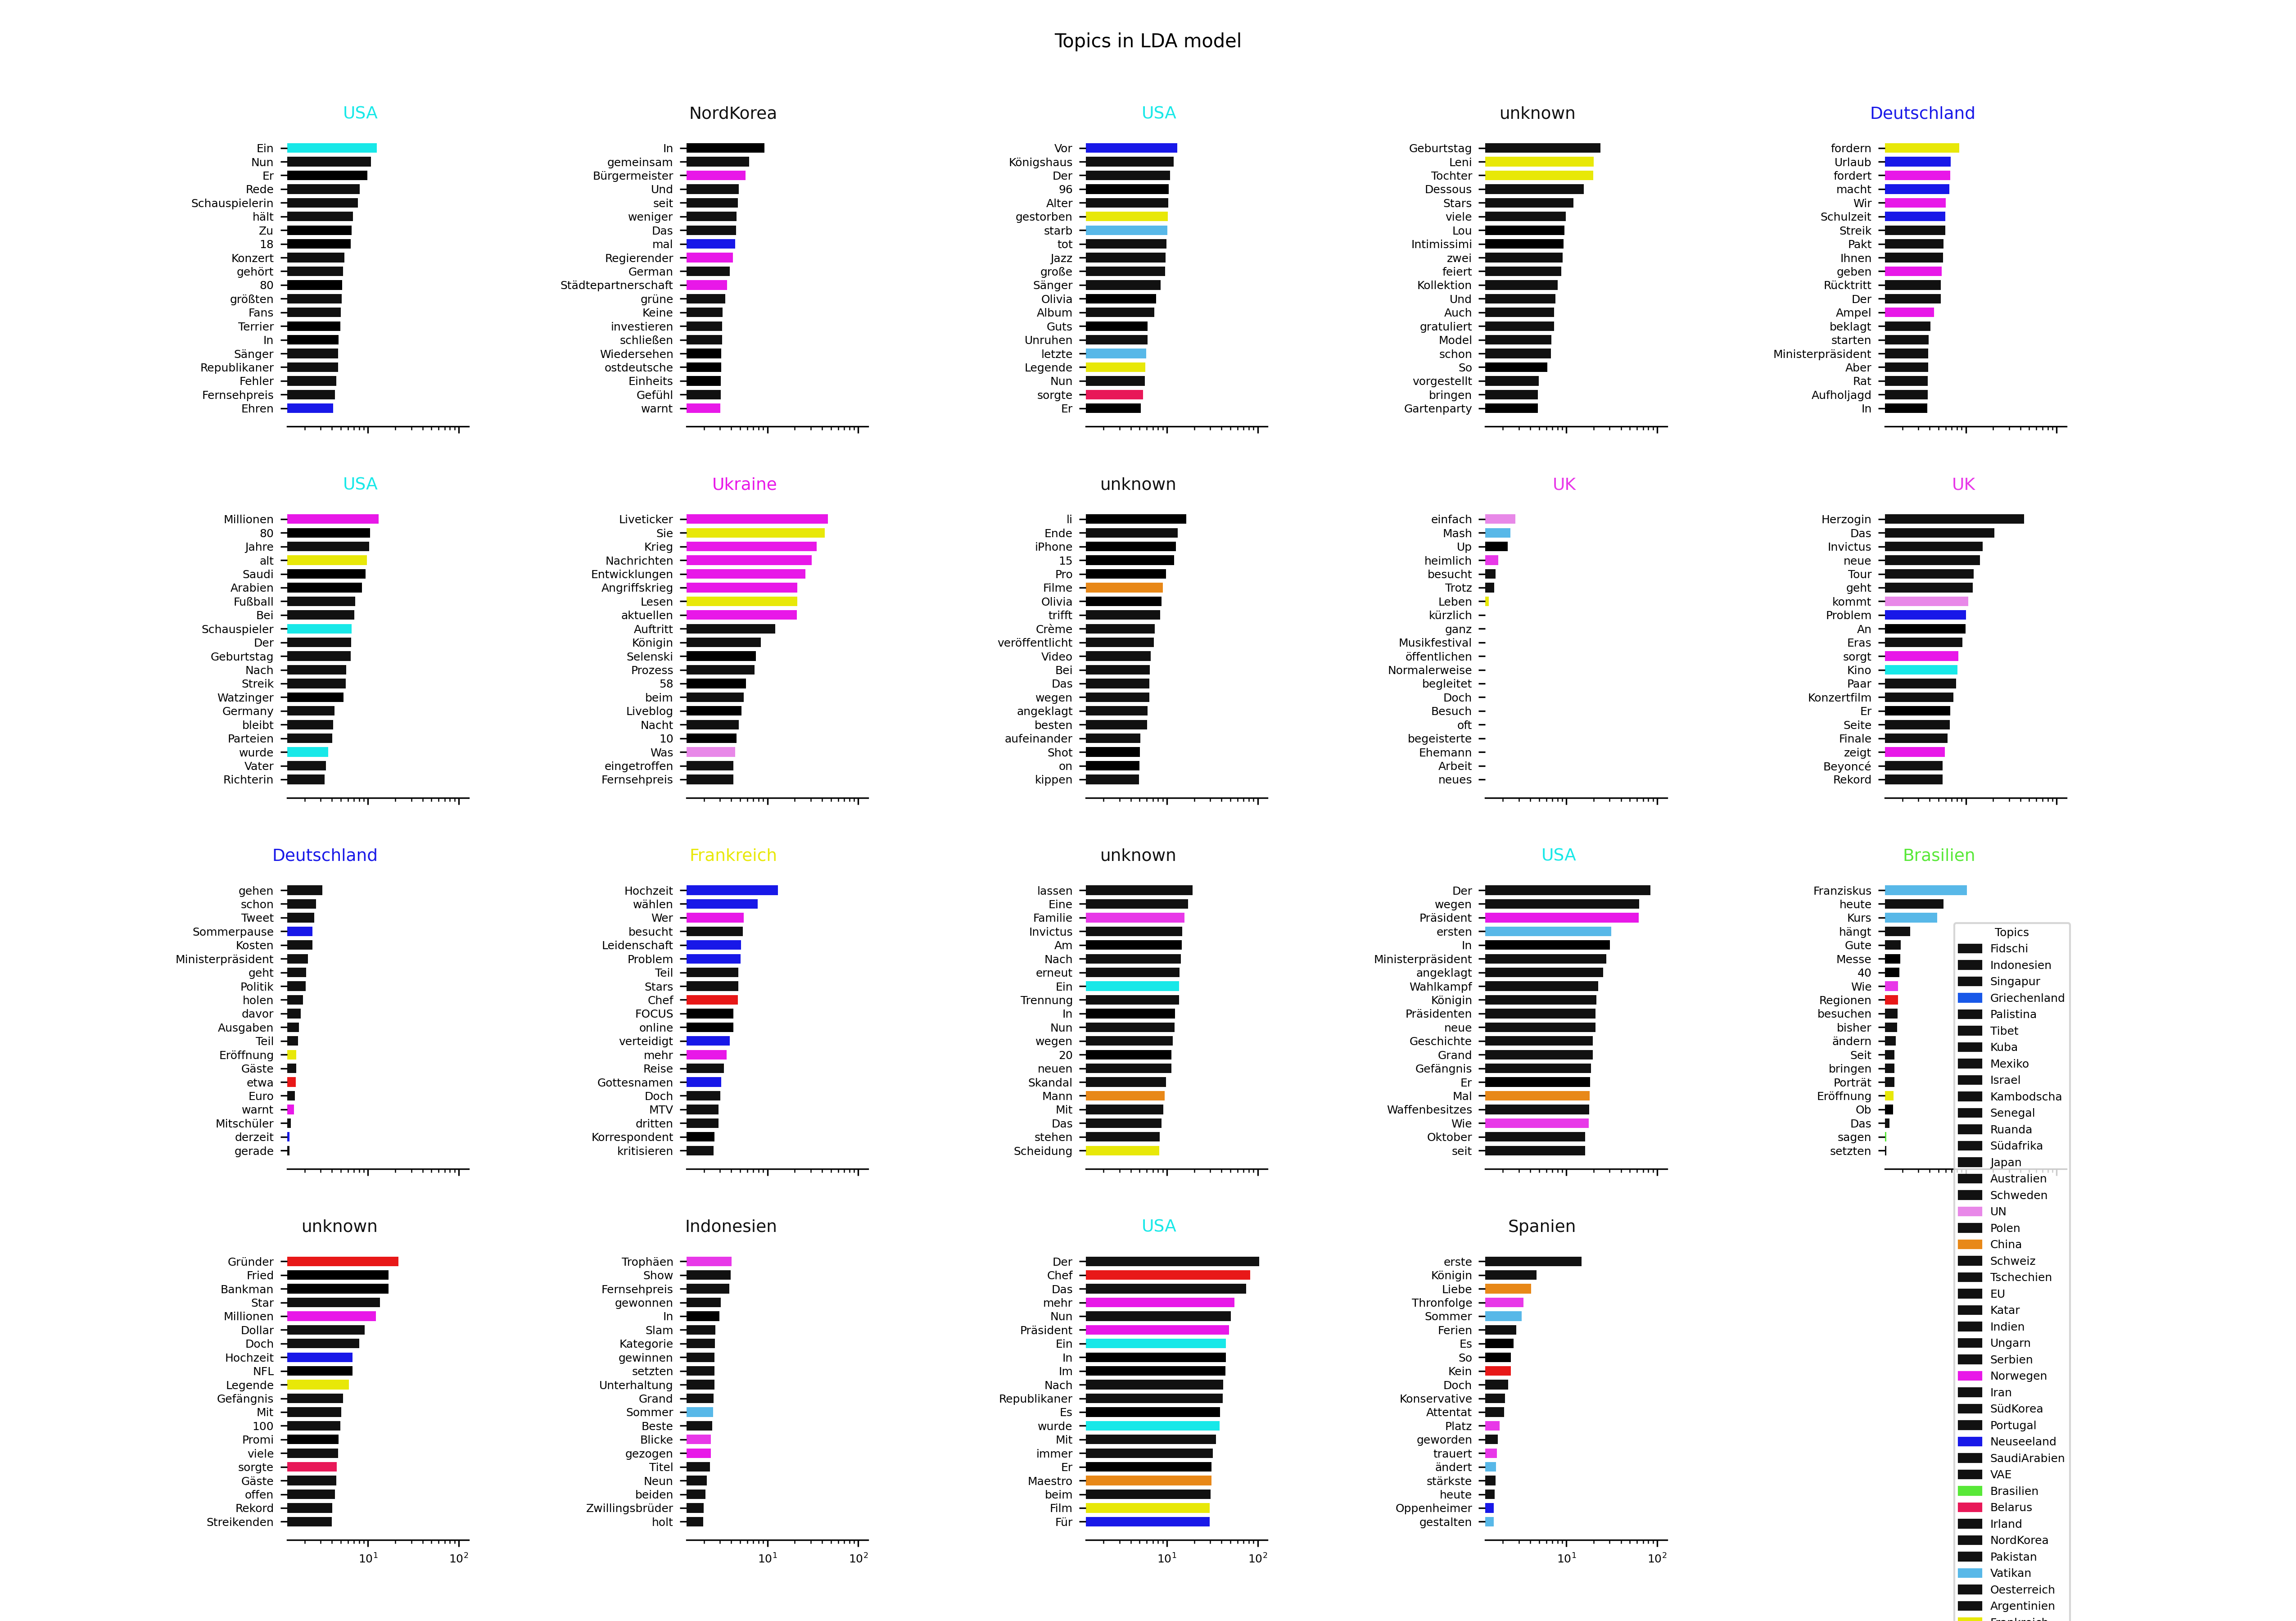 Topics in LDA model
USA
Ein
Nun
Er
Rede
Schauspielerin
hält
Zu
18
Konzert
gehört
80
größten
Fans
Terrier
In
Sänger
Republikaner
Fehler
Fernsehpreis
Ehren
NordKorea
In
gemeinsam
Bürgermeister
Und
seit
weniger
Das
mal
Regierender
German
Städtepartnerschaft
grüne
Keine
investieren
schließen
Wiedersehen
ostdeutsche
Einheits
Gefühl
warnt
USA
Vor
Königshaus
Der
96
Alter
gestorben
starb
tot
Jazz
große
Sänger
Olivia
Album
Guts
Unruhen
letzte
Legende
Nun
sorgte
Er
unknown
Geburtstag
Leni
Tochter
Dessous
Stars
viele
Lou
Intimissimi
zwei
feiert
Kollektion
Und
Auch
gratuliert
Model
schon
So
vorgestellt
bringen
Gartenparty
Deutschland
fordern
Urlaub
fordert
macht
Wir
Schulzeit
Streik
Pakt
Ihnen
geben
Rücktritt
Der
Ampel
beklagt
starten
Ministerpräsident
Aber
Rat
Aufholjagd
In
USA
Millionen
80
Jahre
alt
Saudi
Arabien
Fußball
Bei
Schauspieler
Der
Geburtstag
Nach
Streik
Watzinger
Germany
bleibt
Parteien
wurde
Vater
Richterin
Ukraine
Liveticker
Sie
Krieg
Nachrichten
Entwicklungen
Angriffskrieg
Lesen
aktuellen
Auftritt
Königin
Selenski
Prozess
58
beim
Liveblog
Nacht
10
Was
eingetroffen
Fernsehpreis
unknown
li
Ende
iPhone
15
Pro
Filme
Olivia
trifft
Crème
veröffentlicht
Video
Bei
Das
wegen
angeklagt
besten
aufeinander
Shot
on
kippen
UK
einfach
Mash
Up
heimlich
besucht
Trotz
Leben
kürzlich
ganz
Musikfestival
öffentlichen
Normalerweise
begleitet
Doch
Besuch
oft
begeisterte
Ehemann
Arbeit
neues
UK
Herzogin
Das
Invictus
neue
Tour
geht
kommt
Problem
An
Eras
sorgt
Kino
Paar
Konzertfilm
Er
Seite
Finale
zeigt
Beyoncé
Rekord
Deutschland
gehen
schon
Tweet
Sommerpause
Kosten
Ministerpräsident
geht
Politik
holen
davor
Ausgaben
Teil
Eröffnung
Gäste
etwa
Euro
warnt
Mitschüler
derzeit
gerade
Frankreich
Hochzeit
wählen
Wer
besucht
Leidenschaft
Problem
Teil
Stars
Chef
FOCUS
online
verteidigt
mehr
Reise
Gottesnamen
Doch
MTV
dritten
Korrespondent
kritisieren
unknown
lassen
Eine
Familie
Invictus
Am
Nach
erneut
Ein
Trennung
In
Nun
wegen
20
neuen
Skandal
Mann
Mit
Das
stehen
Scheidung
USA
Der
wegen
Präsident
ersten
In
Ministerpräsident
angeklagt
Wahlkampf
Königin
Präsidenten
neue
Geschichte
Grand
Gefängnis
Er
Mal
Waffenbesitzes
Wie
Oktober
seit
Brasilien
Franziskus
heute
Kurs
hängt
Gute
Messe
40
Wie
Regionen
besuchen
bisher
ändern
Seit
bringen
Porträt
Eröffnung
Ob
Das
sagen
setzten
unknown
Gründer
Fried
Bankman
Star
Millionen
Dollar
Doch
Hochzeit
NFL
Legende
Gefängnis
Mit
100
Promi
viele
sorgte
Gäste
offen
Rekord
Streikenden
10¹ 10²
Indonesien
Trophäen
Show
Fernsehpreis
gewonnen
In
Slam
Kategorie
gewinnen
setzten
Unterhaltung
Grand
Sommer
Beste
Blicke
gezogen
Titel
Neun
beiden
Zwillingsbrüder
holt
10¹ 10²
USA
Der
Chef
Das
mehr
Nun
Präsident
Ein
In
Im
Nach
Republikaner
Es
wurde
Mit
immer
Er
Maestro
beim
Film
Für
10¹ 10²
Spanien
erste
Königin
Liebe
Thronfolge
Sommer
Ferien
Es
So
Kein
Doch
Konservative
Attentat
Platz
geworden
trauert
ändert
stärkste
heute
Oppenheimer
gestalten
10¹ 10²
Topics
Fidschi
Indonesien
Singapur
Griechenland
Palistina
Tibet
Kuba
Mexiko
Israel
Kambodscha
Senegal
Ruanda
Südafrika
Japan
Australien
Schweden
UN
Polen
China
Schweiz
Tschechien
EU
Katar
Indien
Ungarn
Serbien
Norwegen
Iran
SüdKorea
Portugal
Neuseeland
SaudiArabien
VAE
Brasilien
Belarus
Irland
NordKorea
Pakistan
Vatikan
Oesterreich
Argentinien
Frankreich